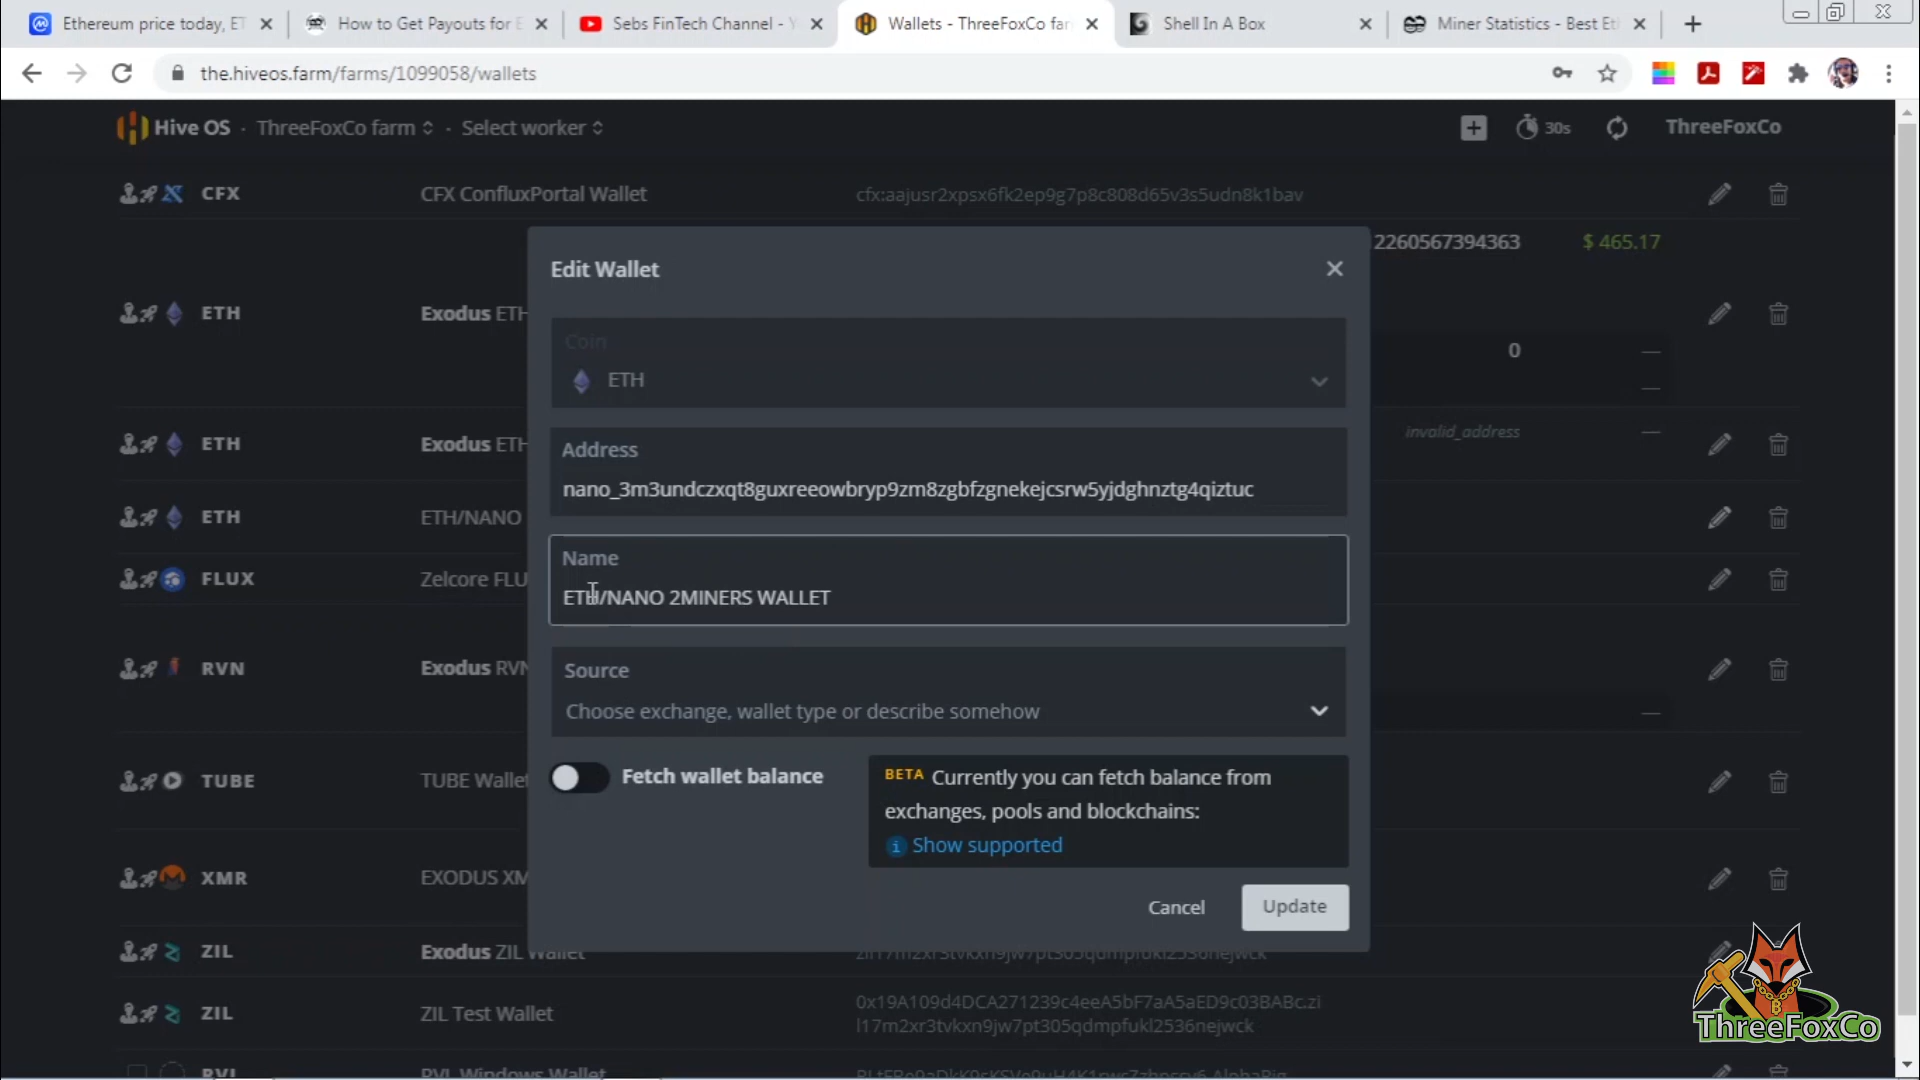 Ethereum price today, ET
How to Get Payouts for E
Sebs FinTech Channel - Y
Wallets - ThreeFoxCo far
Shell In A Box
Miner Statistics - Best Et
the.hiveos.farm/farms/1099058/wallets
Hive OS · ThreeFoxCo farm · Select worker
30s
ThreeFoxCo
CFX
CFX ConfluxPortal Wallet
cfx:aajusr2xpsx6fk2ep9g7p8c808d65v3s5udn8k1bav
2260567394363
$ 465.17
Edit Wallet
ETH
Exodus ETH
Coin
ETH
0
ETH
Exodus ETH
invalid_address
Address
nano_3m3undczxqt8guxreeowbryp9zm8zgbfzgnekejcsrw5yjdghnztg4qiztuc
ETH
ETH/NANO
Name
ETH/NANO 2MINERS WALLET
FLUX
Zelcore FLU
RVN
Exodus RVN
Source
Choose exchange, wallet type or describe somehow
TUBE
TUBE Wallet
Fetch wallet balance
BETA Currently you can fetch balance from
exchanges, pools and blockchains:
Show supported
XMR
EXODUS XM
Cancel
Update
ZIL
Exodus ZIL Wallet
zil17m2xr3tvkxn9jw7pt305qdmpfukl2536nejwck
ZIL
ZIL Test Wallet
0x19A109d4DCA271239c4eeA5bF7aA5aED9c03BABc.zi
l17m2xr3tvkxn9jw7pt305qdmpfukl2536nejwck
ThreeFoxCo
RVL Windows Wallet